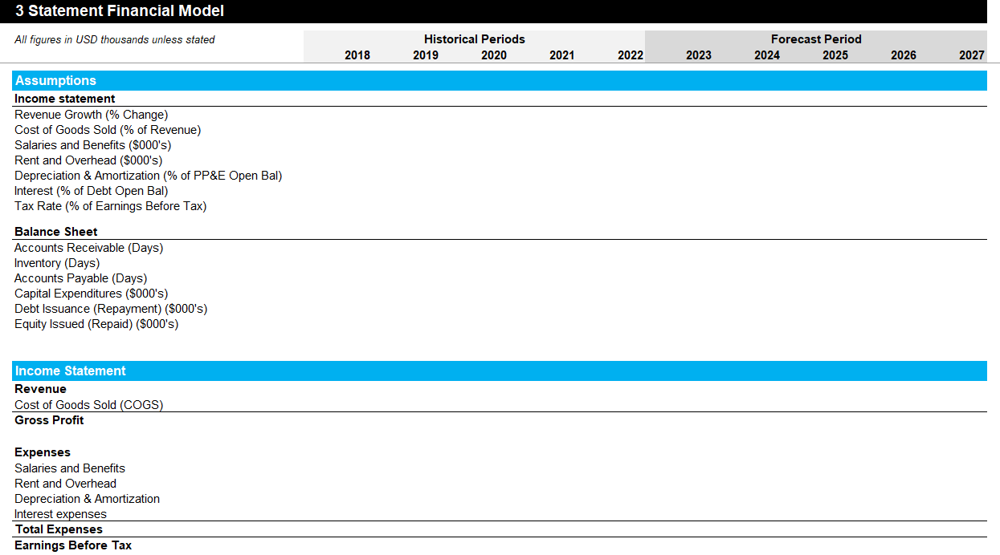 3 Statement Financial Model
All figures in USD thousands unless stated Historical Periods Forecast Period
2018 2019 2020 2021 2022 2023 2024 2025 2026 2027
Assumptions
Income statement
Revenue Growth (% Change)
Cost of Goods Sold (% of Revenue)
Salaries and Benefits ($000's)
Rent and Overhead ($000's)
Depreciation & Amortization (% of PP&E Open Bal)
Interest (% of Debt Open Bal)
Tax Rate (% of Earnings Before Tax)
Balance Sheet
Accounts Receivable (Days)
Inventory (Days)
Accounts Payable (Days)
Capital Expenditures ($000's)
Debt Issuance (Repayment) ($000's)
Equity Issued (Repaid) ($000's)
Income Statement
Revenue
Cost of Goods Sold (COGS)
Gross Profit
Expenses
Salaries and Benefits
Rent and Overhead
Depreciation & Amortization
Interest expenses
Total Expenses
Earnings Before Tax